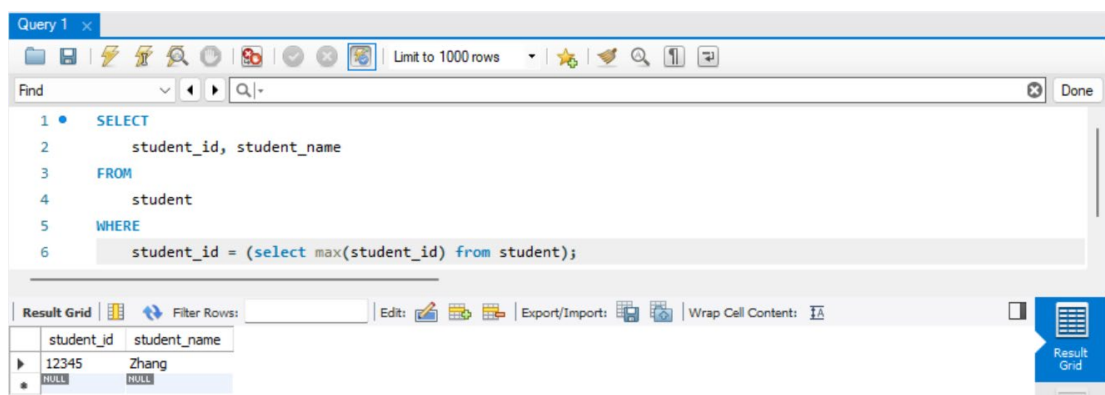 Query 1
Limit to 1000 rows
Find Done
1 SELECT
2 student_id, student_name
3 FROM
4 student
5 WHERE
6 student_id = (select max(student_id) from student);
Result Grid Filter Rows: Edit: Export/Import: Wrap Cell Content: IA
student_id student_name
12345 Zhang
NULL NULL
Result
Grid